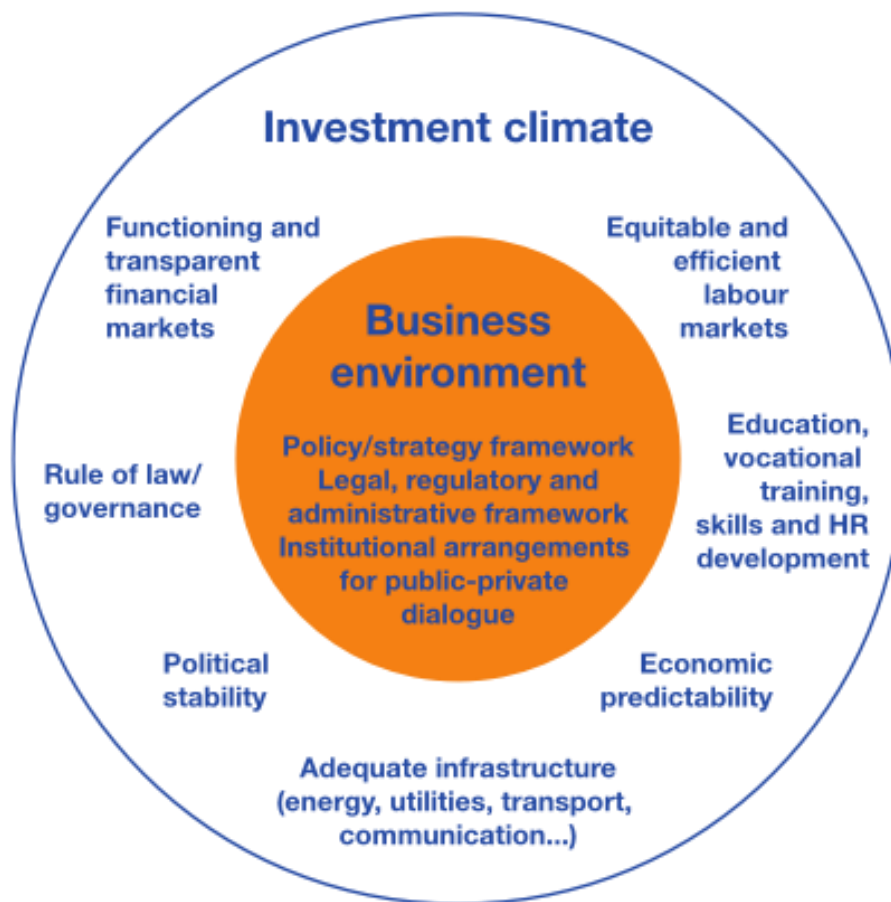 Investment climate
Functioning and
transparent
financial
markets
Equitable and
efficient
labour
markets
Business
environment
Policy/strategy framework
Legal, regulatory and
administrative framework
Institutional arrangements
for public-private
dialogue
Rule of law/
governance
Education,
vocational
training,
skills and HR
development
Political
stability
Economic
predictability
Adequate infrastructure
(energy, utilities, transport,
communication...)